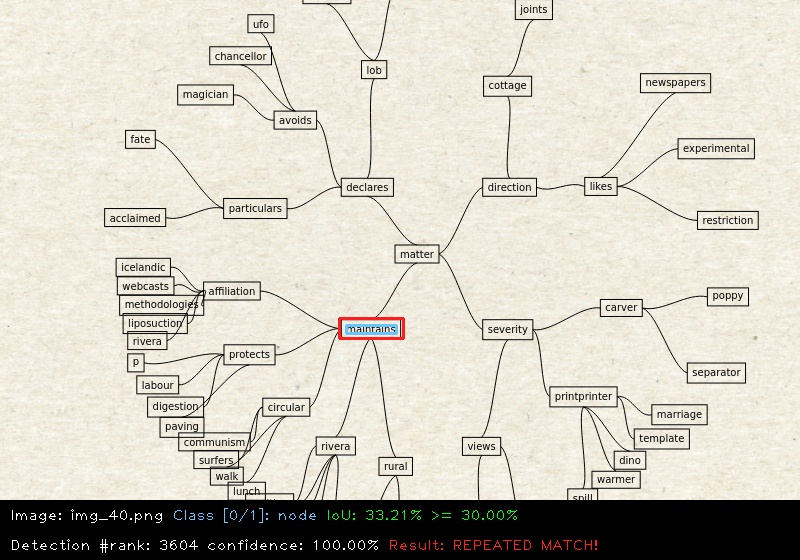 joints
ufo
chancellor
lob
cottage
newspapers
magician
avoids
fate
experimental
declares
direction
likes
particulars
acclaimed
restriction
matter
icelandic
webcasts
affiliation
methodologies
poppy
carver
liposuction
maintains
severity
rivera
protects
p
separator
labour
printprinter
digestion
circular
marriage
paving
template
communism
rivera
views
surfers
dino
rural
walk
warmer
lunch
spill
Image: img_40.png Class [0/1]: node IoU: 33.21% >= 30.00%
Detection #rank: 3604 confidence: 100.00% Result: REPEATED MATCH!